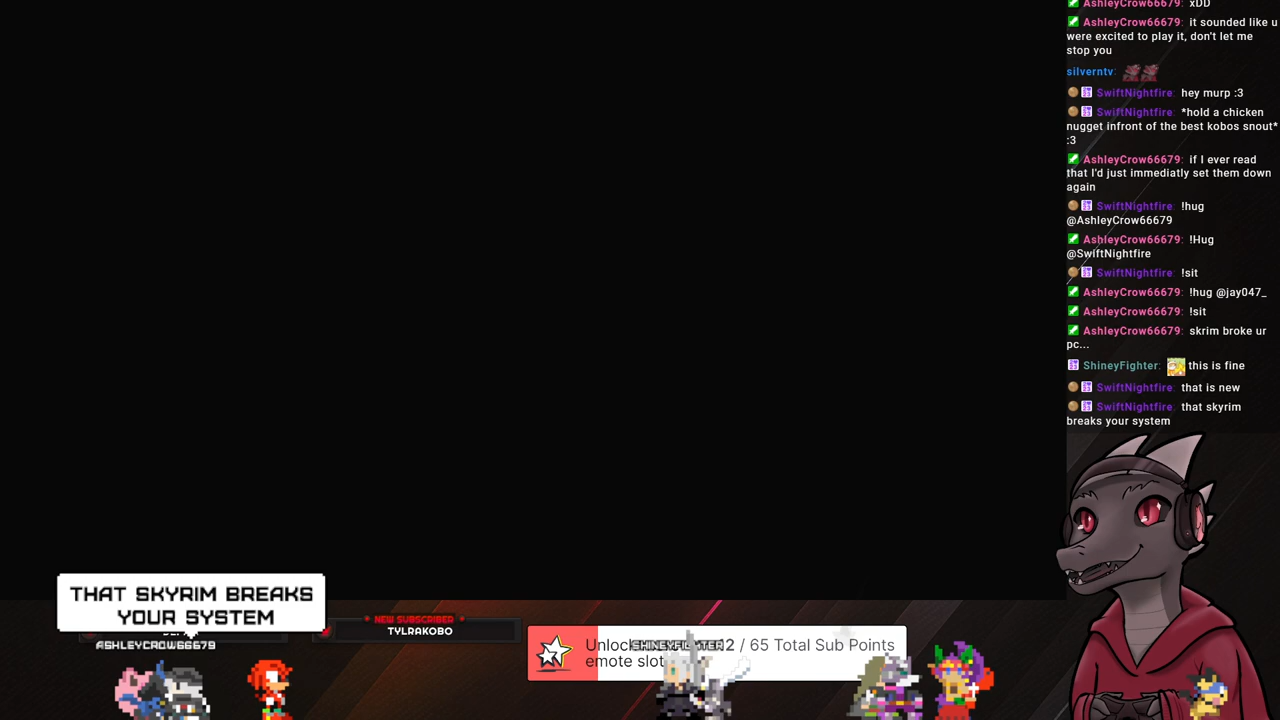 AshleyCrow66679: xDD
AshleyCrow66679: it sounded like u
were excited to play it, don't let me
stop you
silverntv:
SwiftNightfire: hey murp :3
SwiftNightfire: *hold a chicken
nugget infront of the best kobos snout*
:3
AshleyCrow66679: if I ever read
that I'd just immediatly set them down
again
SwiftNightfire: !hug
@AshleyCrow66679
AshleyCrow66679: !Hug
@SwiftNightfire
SwiftNightfire: !sit
AshleyCrow66679: !hug @jay047_
AshleyCrow66679: !sit
AshleyCrow66679: skrim broke ur
pc...
ShineyFighter: this is fine
SwiftNightfire: that is new
SwiftNightfire: that skyrim
breaks your system
THAT SKYRIM BREAKS
YOUR SYSTEM
ASHLEYCROW66679
NEW SUBSCRIBER
TYLRAKOBO
SHINEYFIGHTER
Unlock 12 / 65 Total Sub Points
emote slot